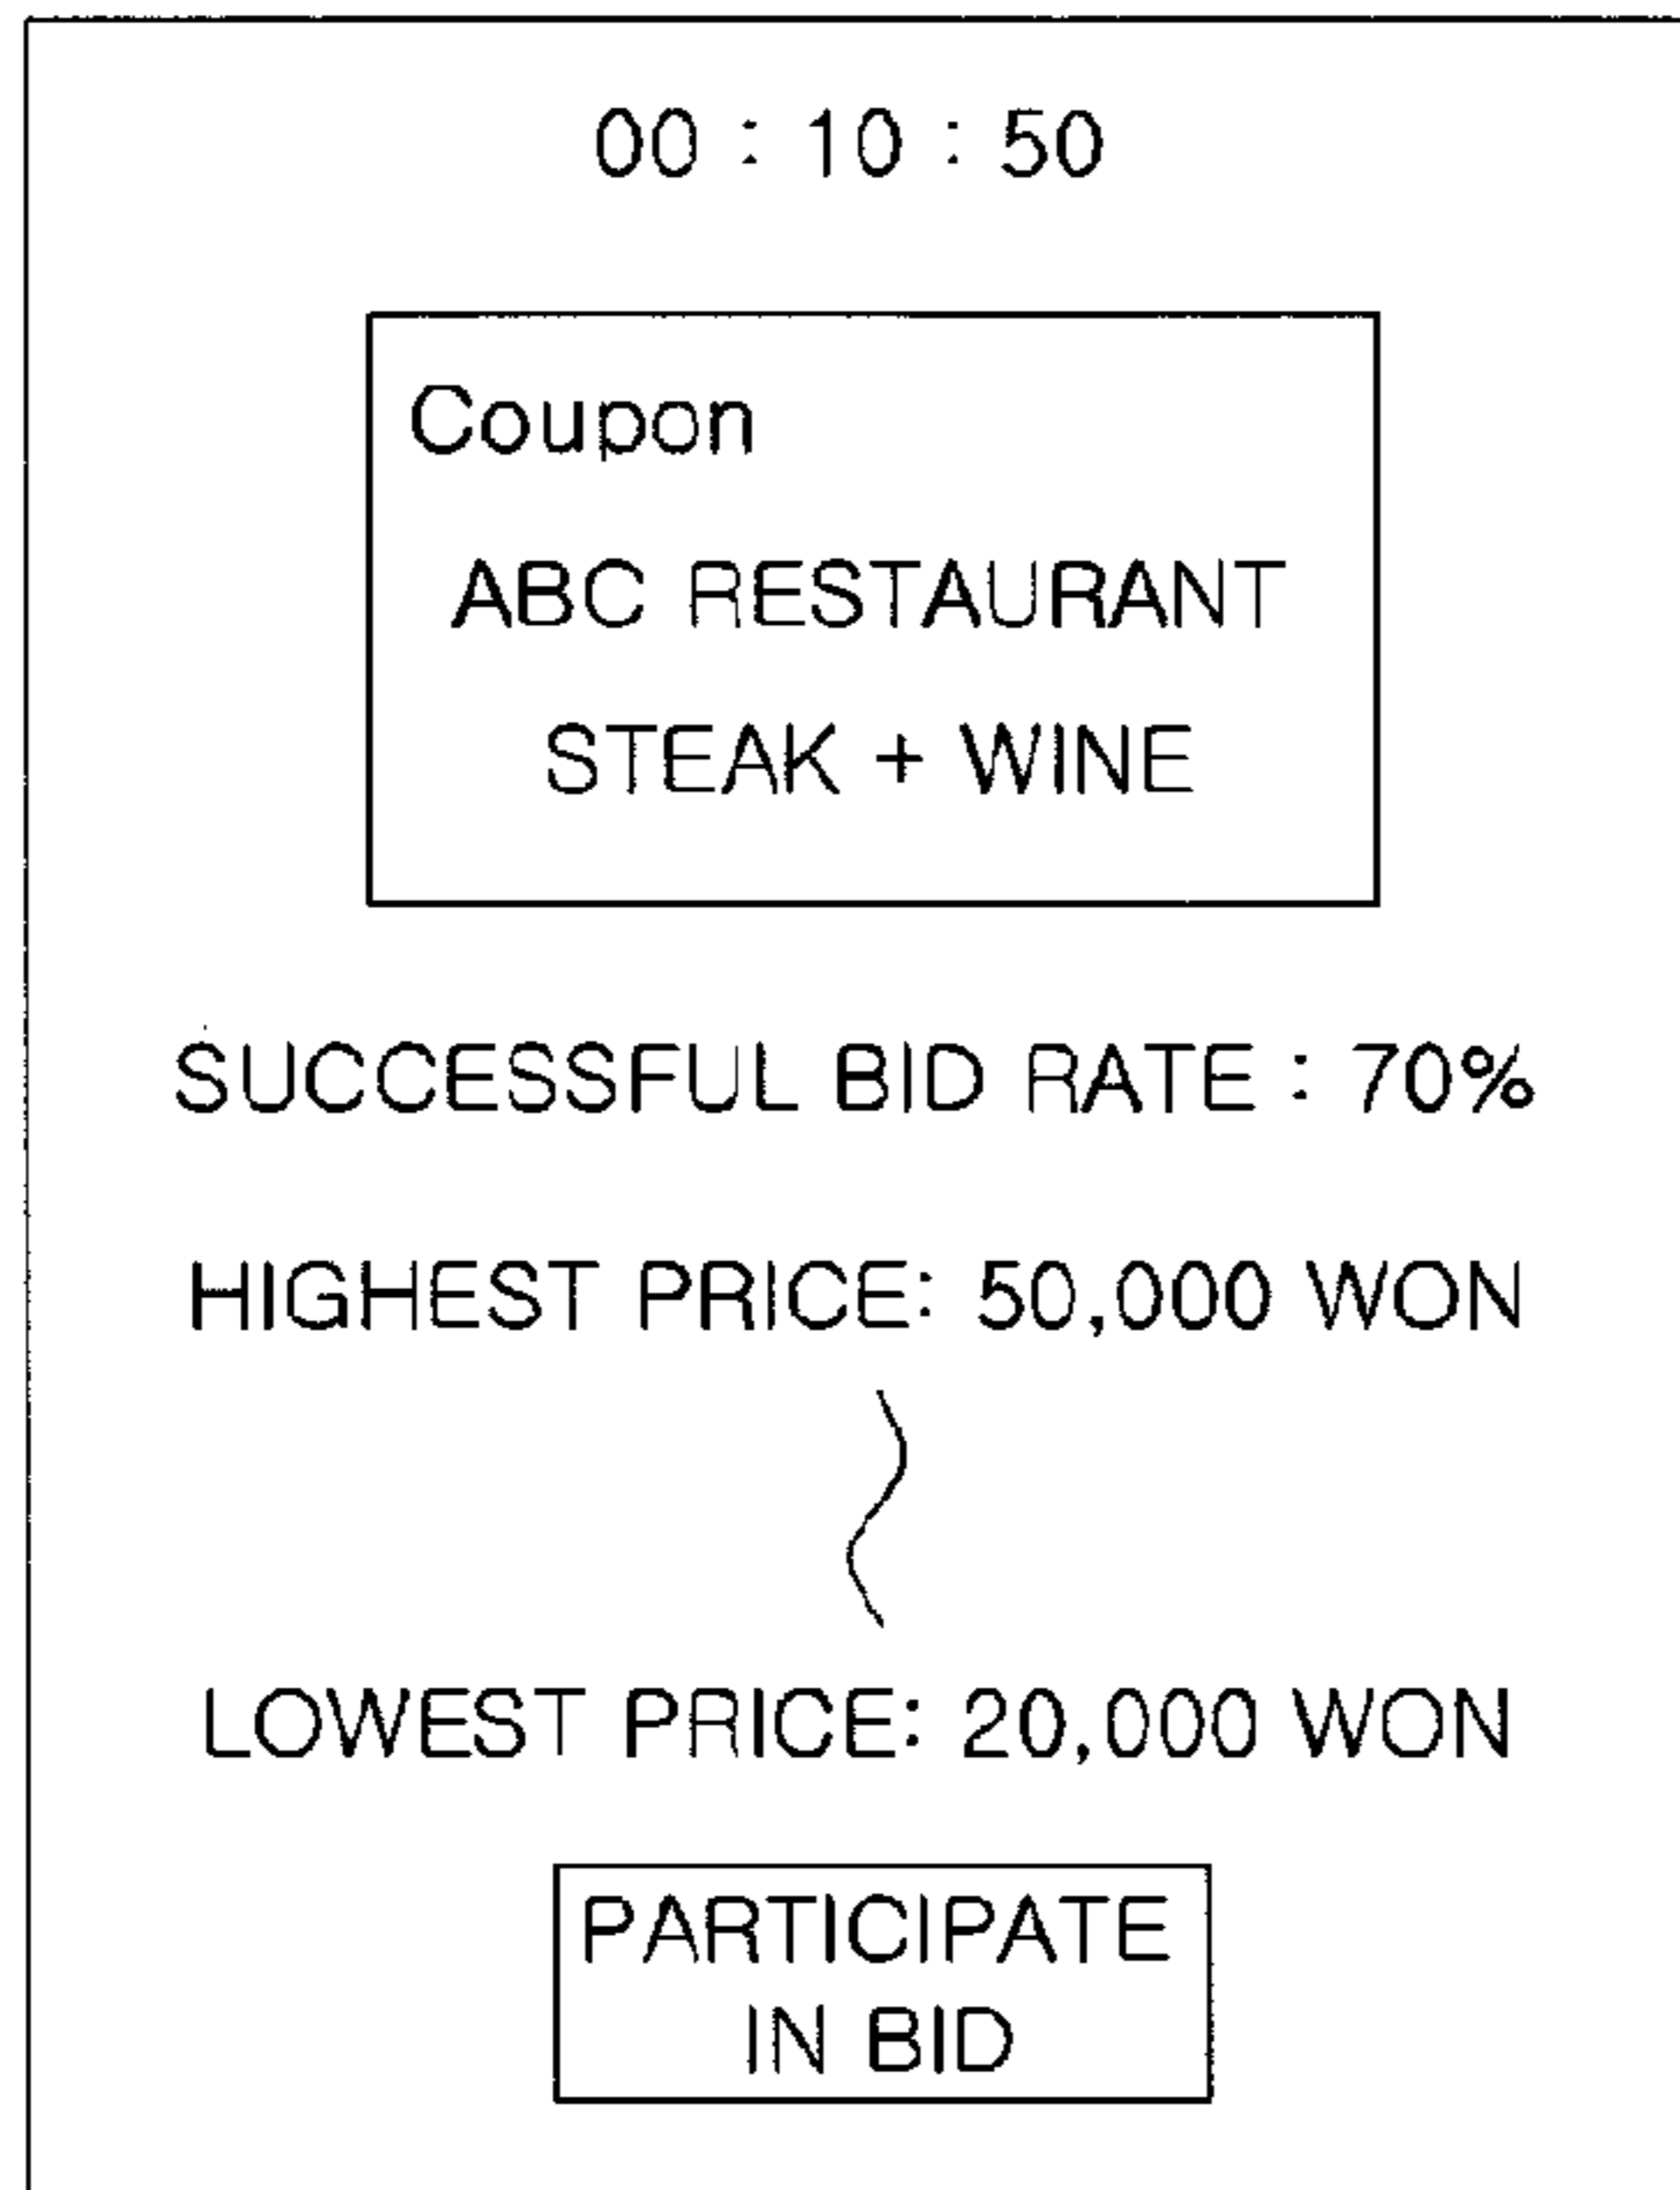 00 : 10 : 50
Coupon
ABC RESTAURANT
STEAK + WINE
SUCCESSFUL BID RATE : 70%
HIGHEST PRICE: 50,000 WON
LOWEST PRICE: 20,000 WON
PARTICIPATE
IN BID